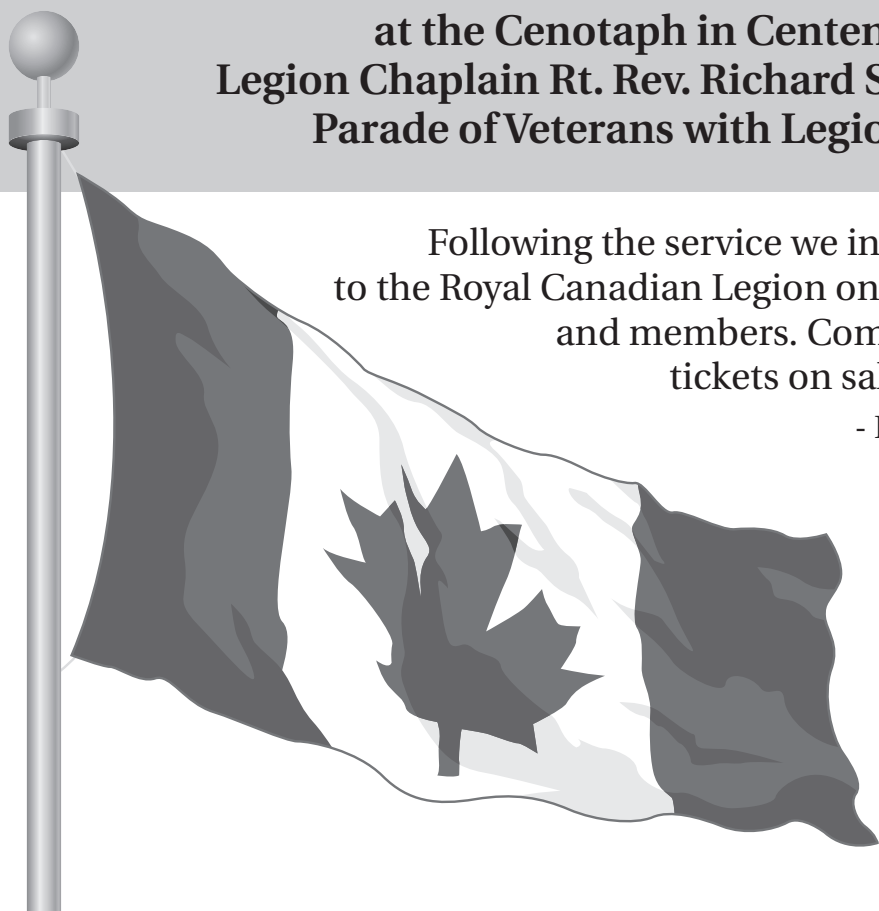 at the Cenotaph in Centen
Legion Chaplain Rt. Rev. Richard S
Parade of Veterans with Legio
Following the service we in
to the Royal Canadian Legion on
and members. Com
tickets on sal
-